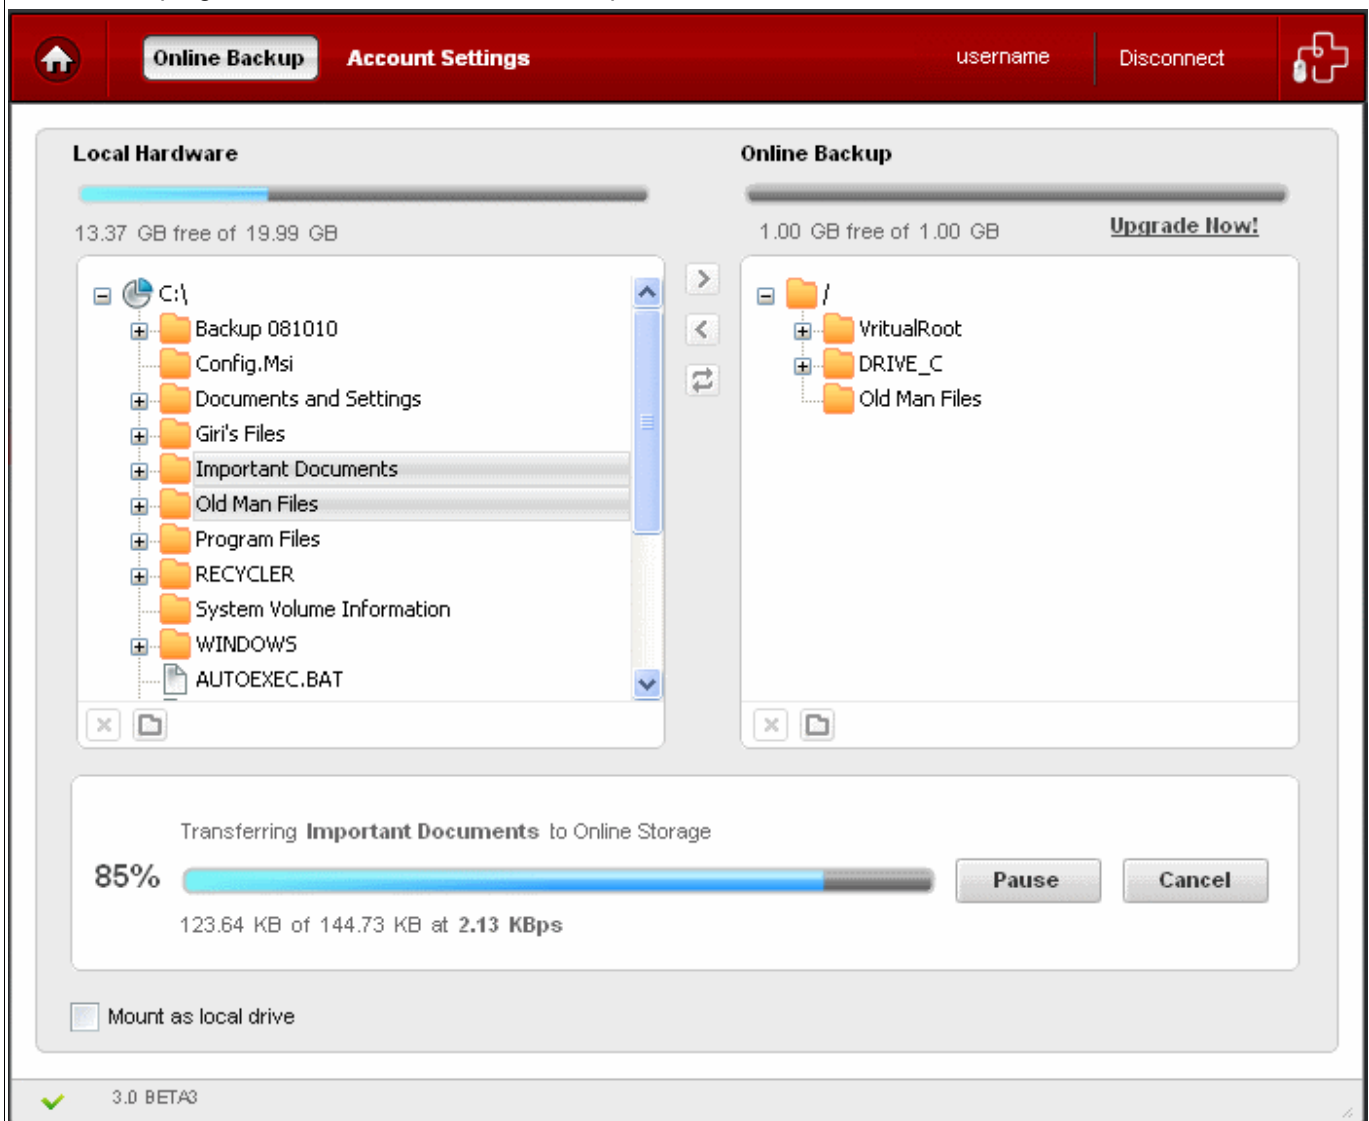 Online Backup
Account Settings
username
Disconnect
Local Hardware
Online Backup
13.37 GB free of 19.99 GB
1.00 GB free of 1.00 GB
Upgrade Now!
C:\
Backup 081010
Config.Msi
Documents and Settings
Giri's Files
Important Documents
Old Man Files
Program Files
RECYCLER
System Volume Information
WINDOWS
AUTOEXEC.BAT
/
VritualRoot
DRIVE_C
Old Man Files
Transferring Important Documents to Online Storage
85%
Pause
Cancel
123.64 KB of 144.73 KB at 2.13 KBps
Mount as local drive
3.0 BETA3